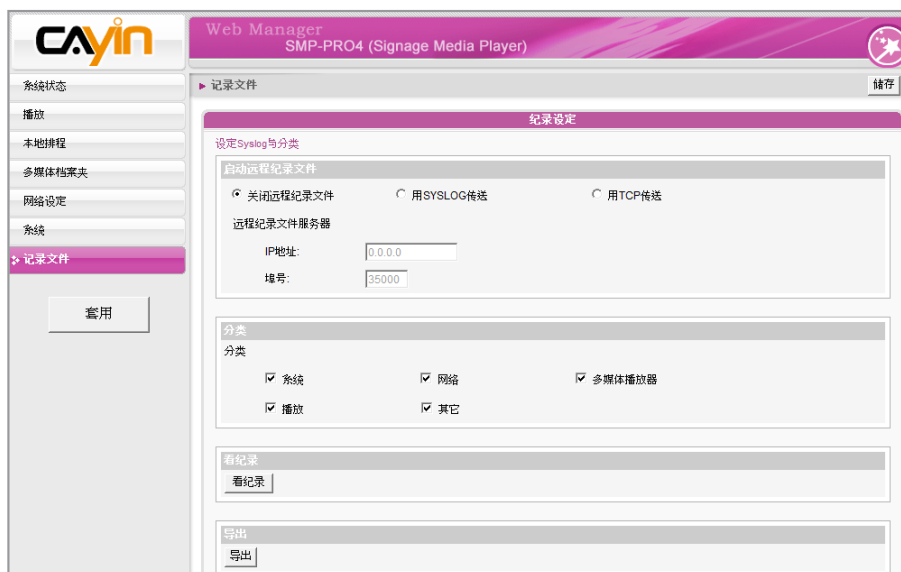 CAYIN
Web Manager
SMP-PRO4 (Signage Media Player)
系统状态
播放
本地排程
多媒体档案夹
网络设定
系统
记录文件
套用
记录文件
储存
纪录设定
设定Syslog与分类
启动远程纪录文件
关闭远程纪录文件 用SYSLOG传送 用TCP传送
远程纪录文件服务器
IP地址: 0.0.0.0
埠号: 35000
分类
分类
系统 网络 多媒体播放器
播放 其它
看纪录
看纪录
导出
导出